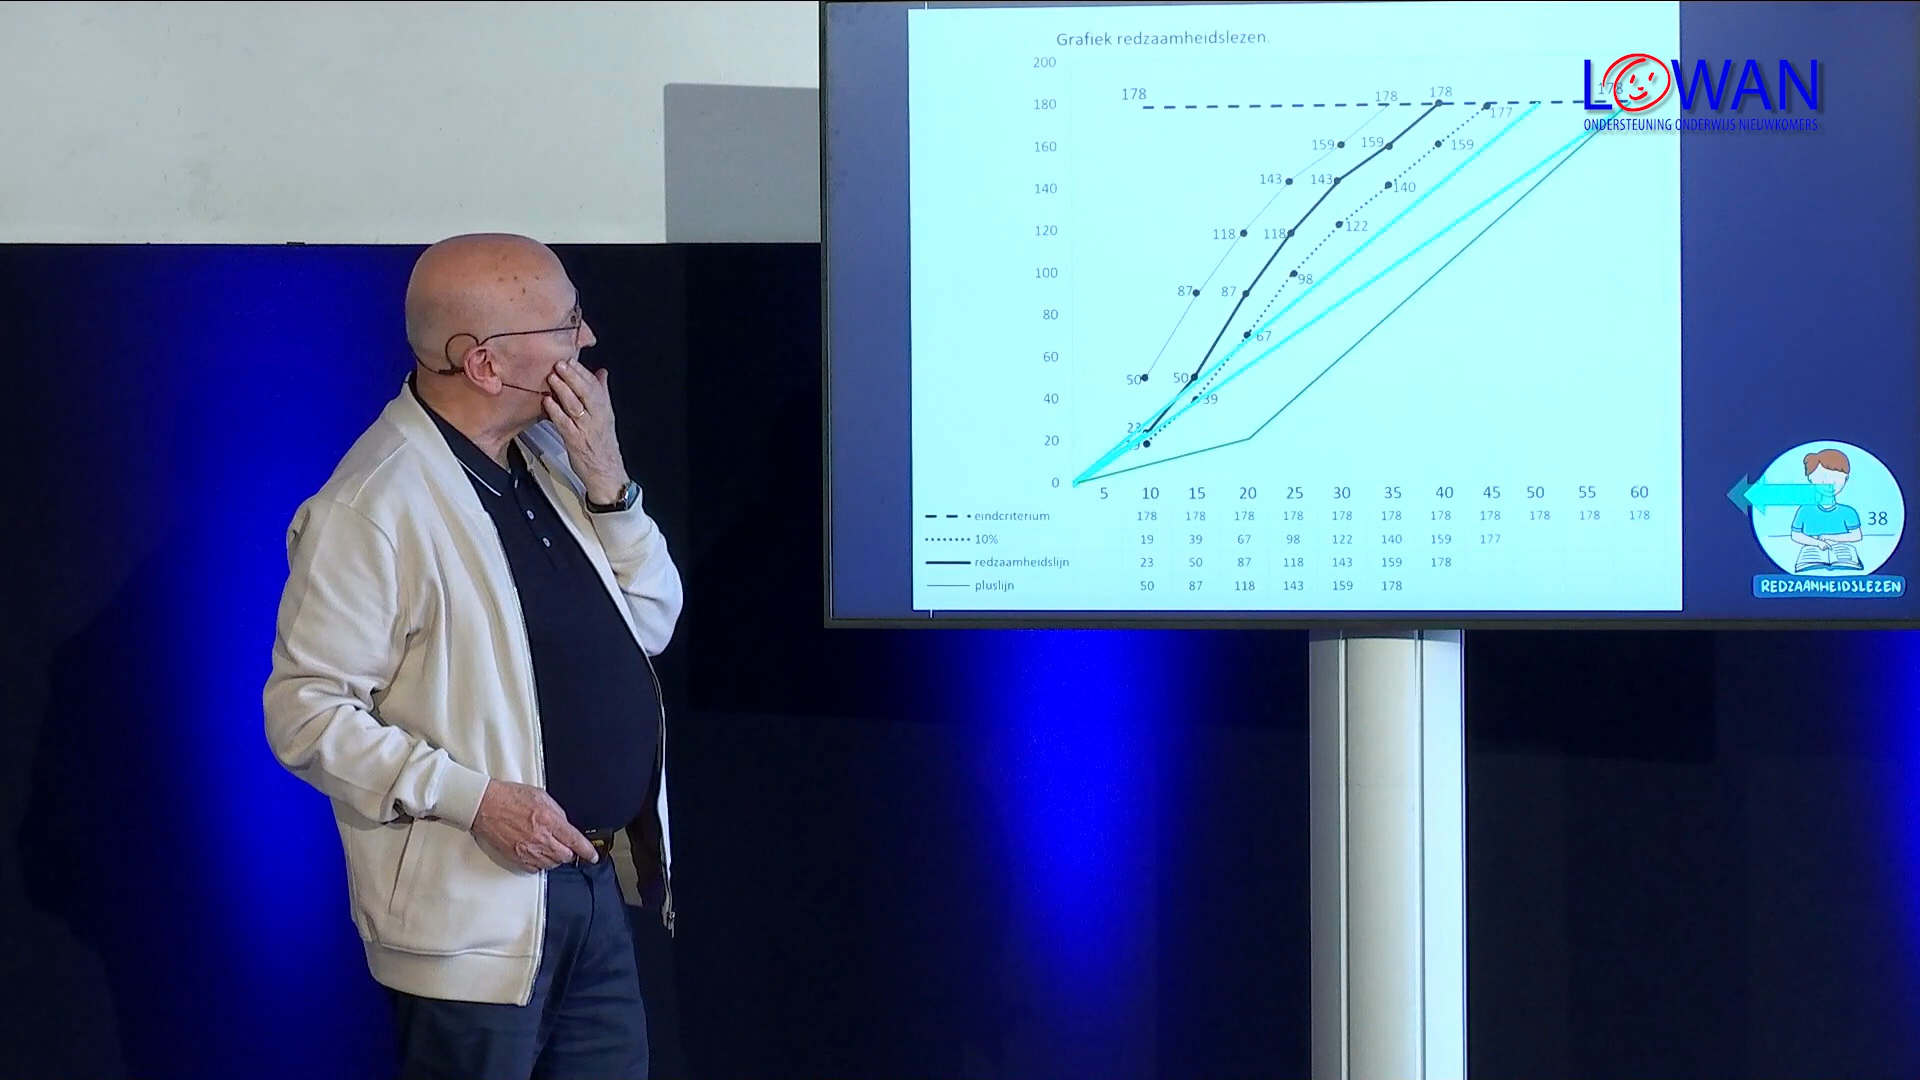 Grafiek redzaamheidslezen.
LOWAN
ONDERSTEUNING ONDERWIJS NIEUWKOMERS
200
180
160
140
120
100
80
60
40
20
0
178
178 178 178
177
159 159 159
143 143 140
118 118 122
87 87 98
67
50 50 39
23
5 10 15 20 25 30 35 40 45 50 55 60
eindcriterium 178 178 178 178 178 178 178 178 178 178 178
10% 19 39 67 98 122 140 159 177
redzaamheidslijn 23 50 87 118 143 159 178
pluslijn 50 87 118 143 159 178
38
REDZAAMHEIDSLEZEN